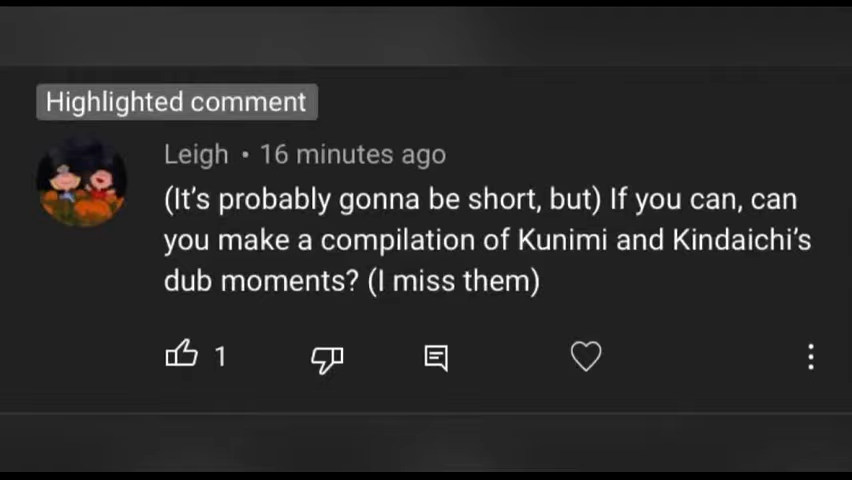 Highlighted comment
Leigh • 16 minutes ago
(It's probably gonna be short, but) If you can, can
you make a compilation of Kunimi and Kindaichi's
dub moments? (I miss them)
1